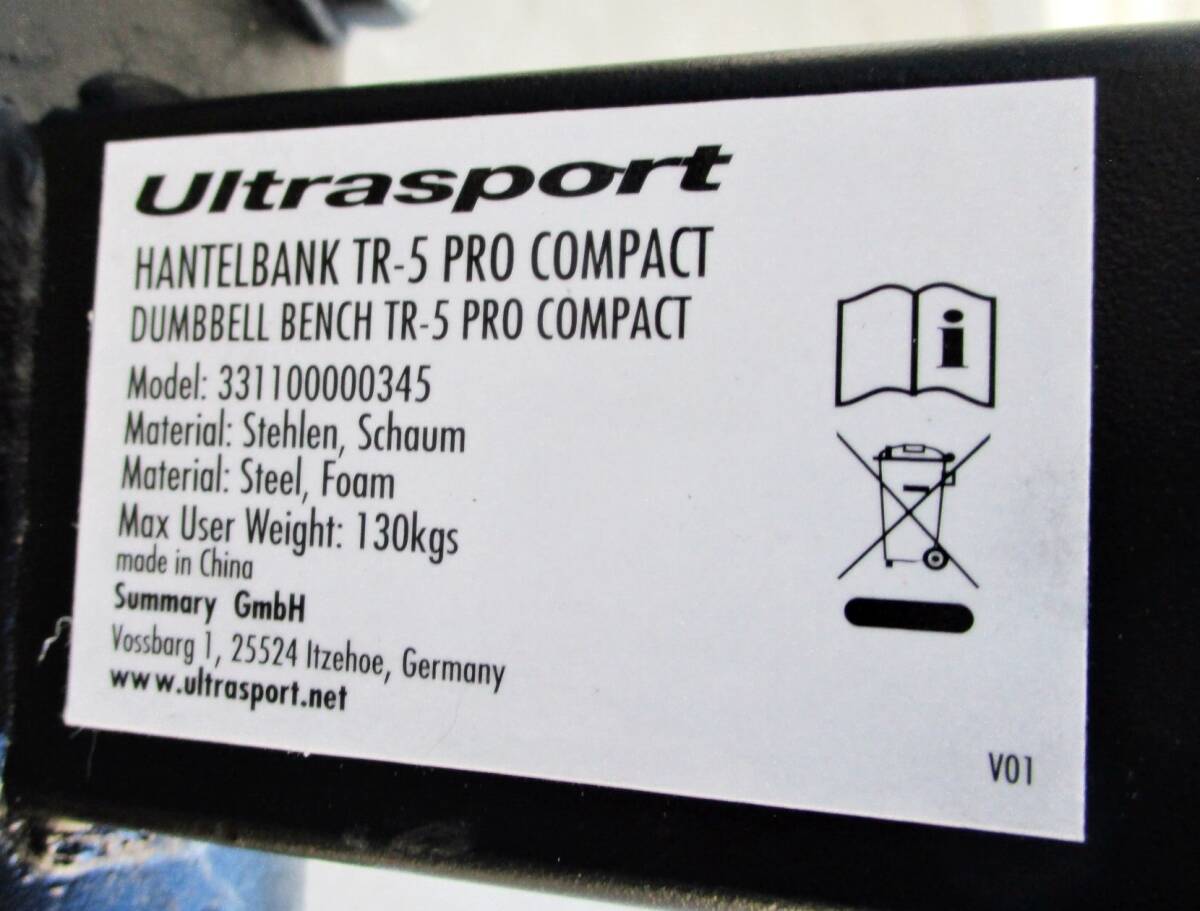 Ultrasport
HANTELBANK TR-5 PRO COMPACT
DUMBBELL BENCH TR-5 PRO COMPACT
Model: 331100000345
Material: Stehlen, Schaum
Material: Steel, Foam
Max User Weight: 130kgs
made in China
Summary GmbH
Vossbarg 1, 25524 Itzehoe, Germany
www.ultrasport.net
i
V01